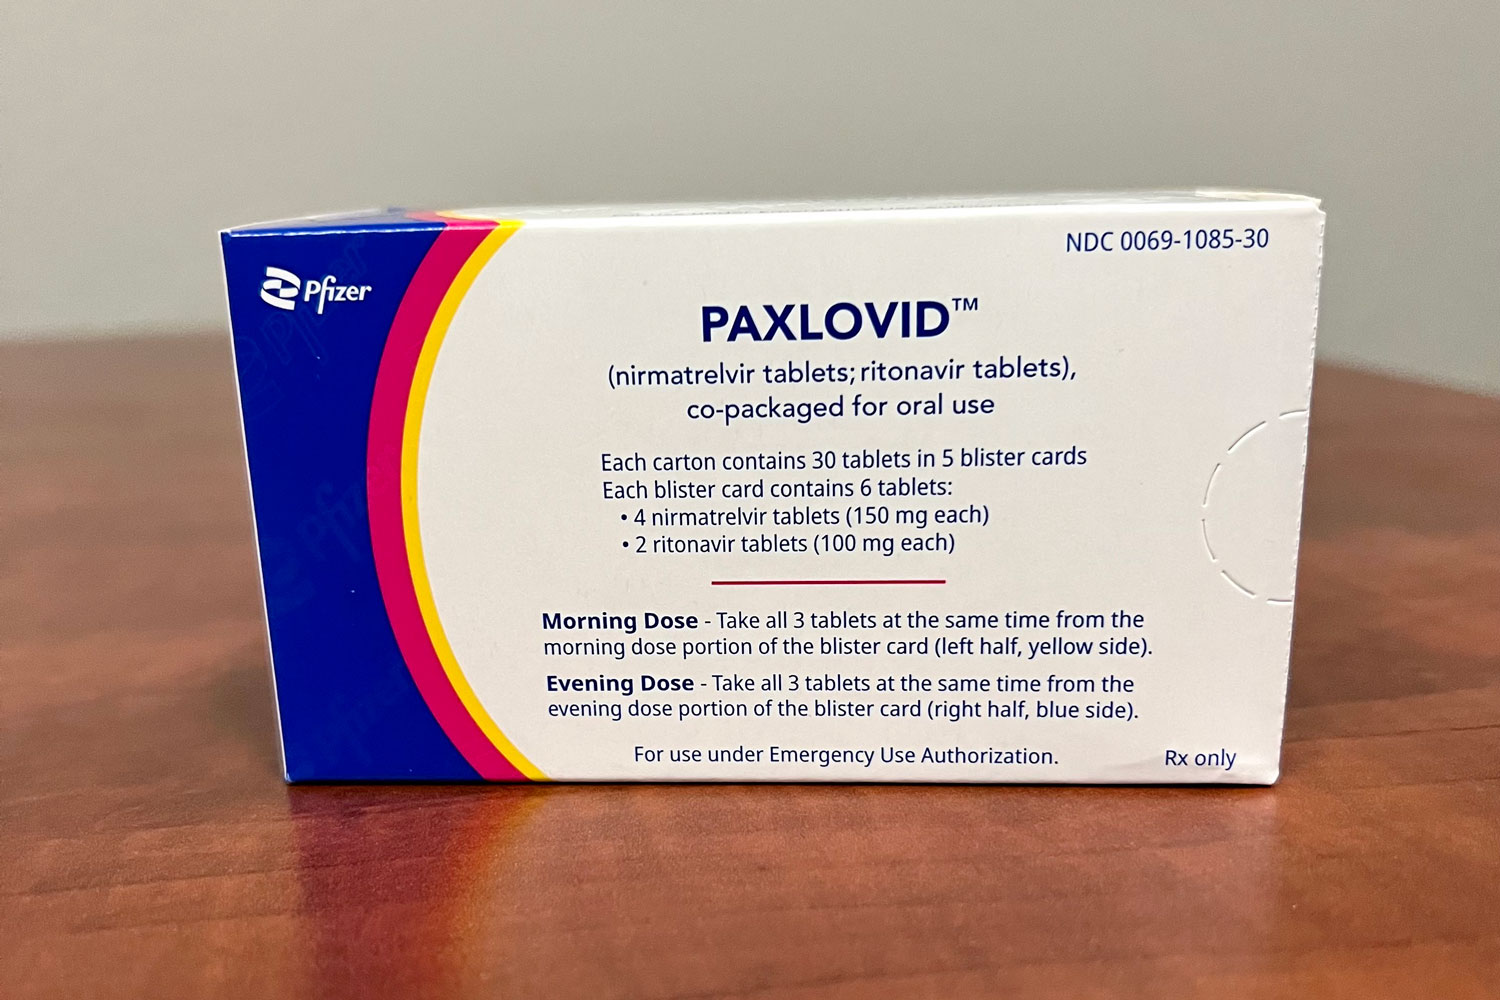 Pfizer
NDC 0069-1085-30
PAXLOVID™
(nirmatrelvir tablets; ritonavir tablets),
co-packaged for oral use
Each carton contains 30 tablets in 5 blister cards
Each blister card contains 6 tablets:
• 4 nirmatrelvir tablets (150 mg each)
• 2 ritonavir tablets (100 mg each)
Morning Dose - Take all 3 tablets at the same time from the
morning dose portion of the blister card (left half, yellow side).
Evening Dose - Take all 3 tablets at the same time from the
evening dose portion of the blister card (right half, blue side).
For use under Emergency Use Authorization.
Rx only